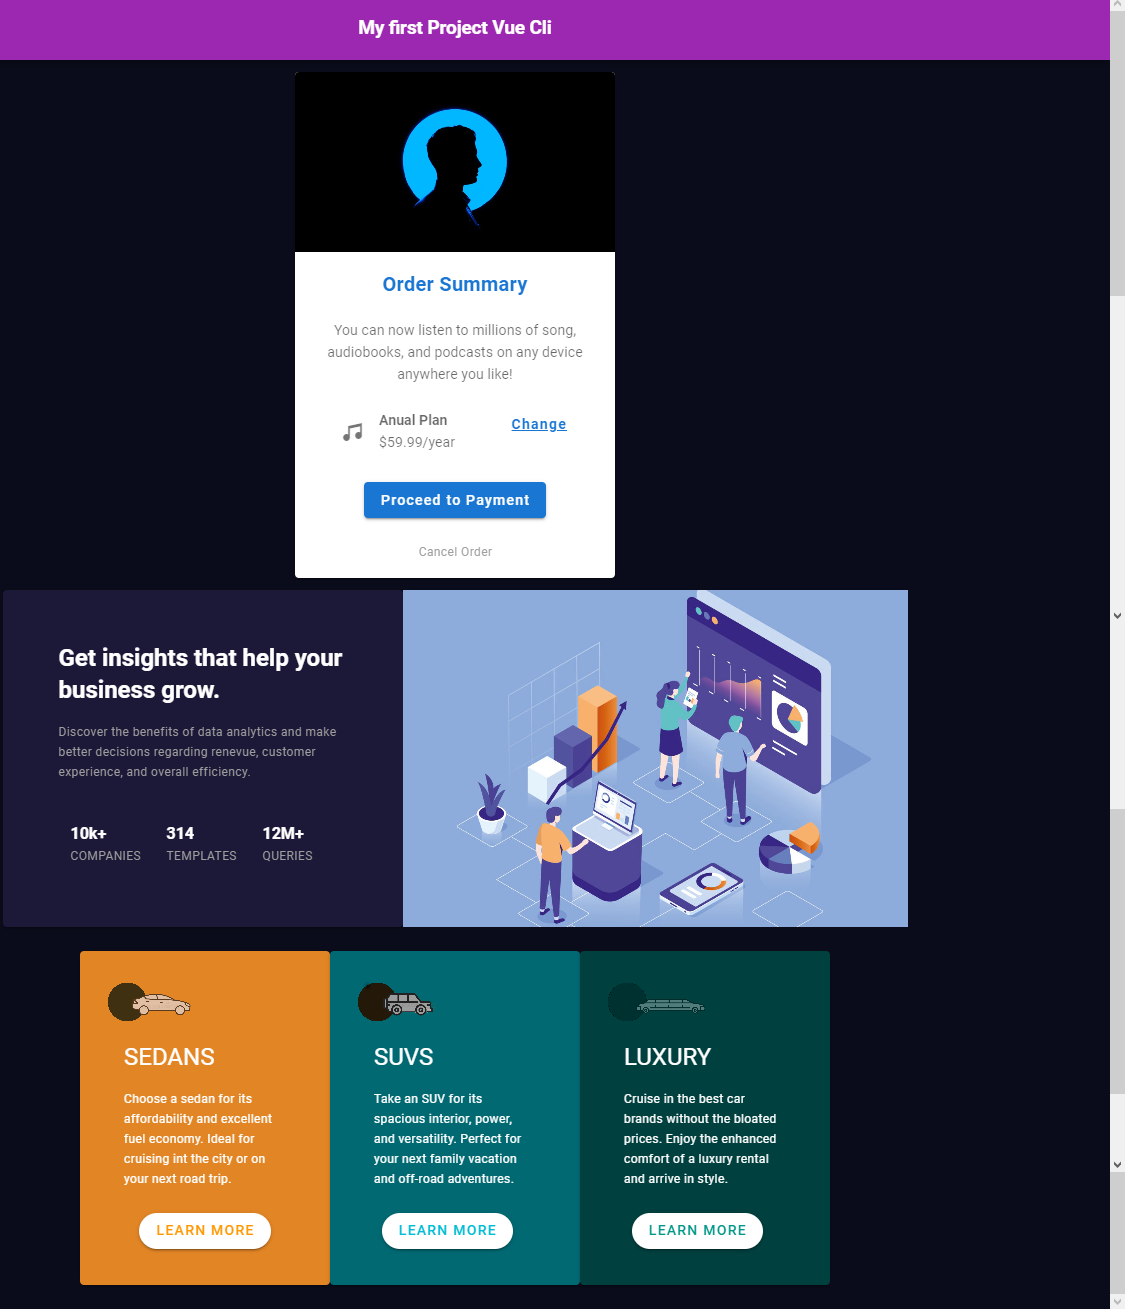 My first Project Vue Cli
Order Summary
You can now listen to millions of song,
audiobooks, and podcasts on any device
anywhere you like!
Anual Plan
$59.99/year
Change
Proceed to Payment
Cancel Order
Get insights that help your
business grow.
Discover the benefits of data analytics and make
better decisions regarding renevue, customer
experience, and overall efficiency.
10k+
COMPANIES
314
TEMPLATES
12M+
QUERIES
SEDANS
Choose a sedan for its
affordability and excellent
fuel economy. Ideal for
cruising int the city or on
your next road trip.
LEARN MORE
SUVS
Take an SUV for its
spacious interior, power,
and versatility. Perfect for
your next family vacation
and off-road adventures.
LEARN MORE
LUXURY
Cruise in the best car
brands without the bloated
prices. Enjoy the enhanced
comfort of a luxury rental
and arrive in style.
LEARN MORE